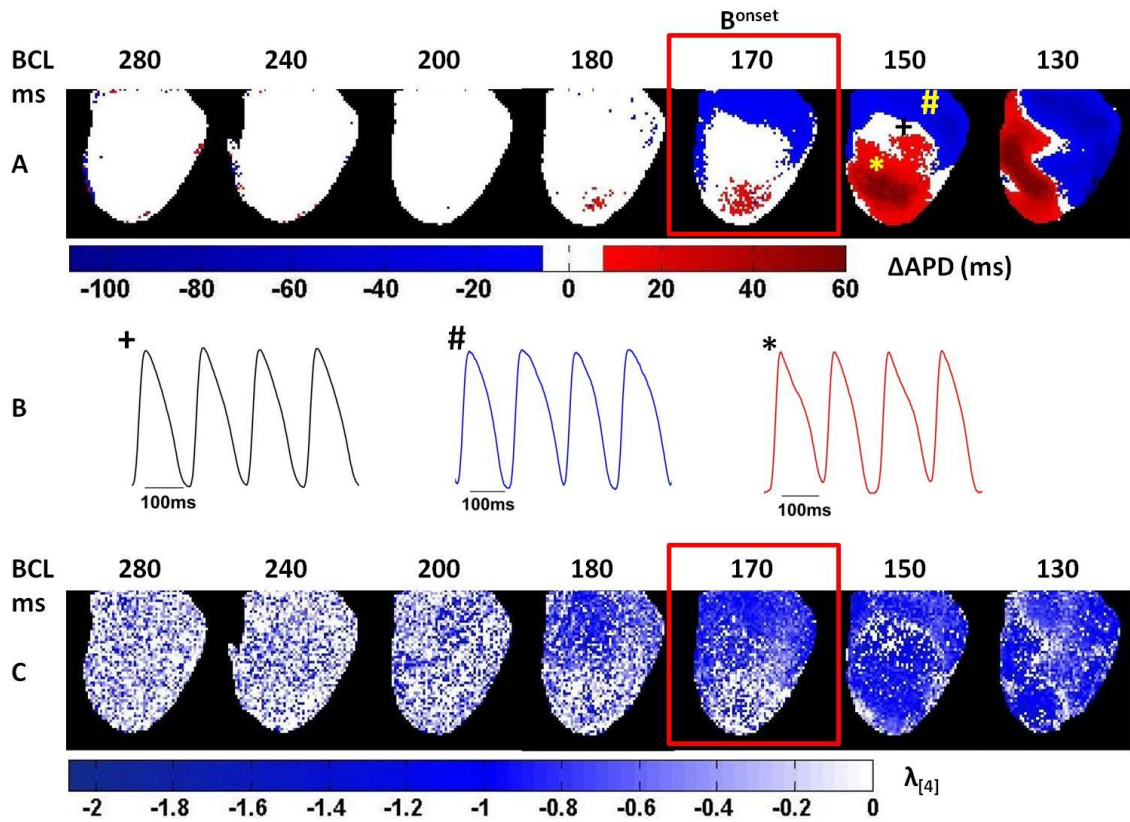 Bonset
BCL 280 240 200 180 170 150 130
ms
#
+
A
*
-100 -80 -60 -40 -20 0 20 40 60 ΔAPD (ms)
+ # *
B
100ms 100ms 100ms
BCL 280 240 200 180 170 150 130
ms
C
λ[4]
-2 -1.8 -1.6 -1.4 -1.2 -1 -0.8 -0.6 -0.4 -0.2 0